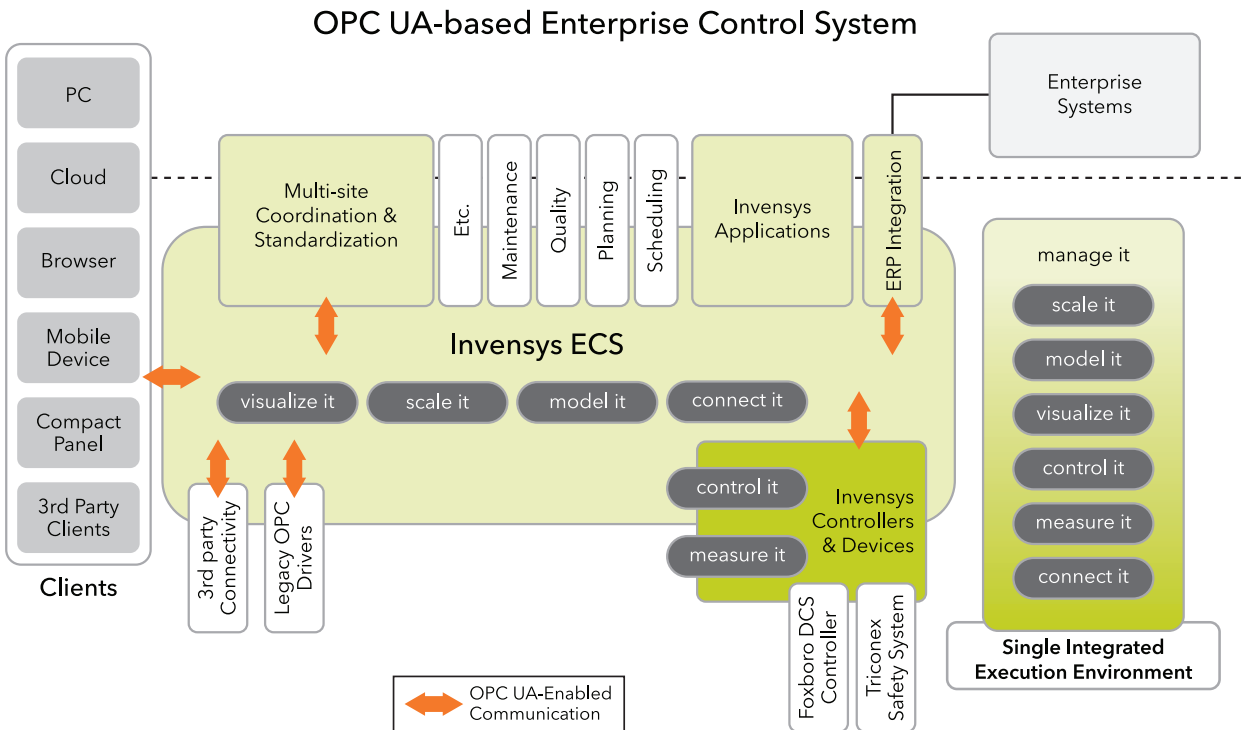 OPC UA-based Enterprise Control System
PC
Cloud
Browser
Mobile
Device
Compact
Panel
3rd Party
Clients
Clients
Multi-site
Coordination &
Standardization
Etc.
Maintenance
Quality
Planning
Scheduling
Invensys
Applications
ERP Integration
Enterprise
Systems
Invensys ECS
visualize it
scale it
model it
connect it
control it
measure it
Invensys
Controllers
& Devices
3rd party
Connectivity
Legacy OPC
Drivers
Foxboro DCS
Controller
Triconex
Safety System
manage it
scale it
model it
visualize it
control it
measure it
connect it
Single Integrated
Execution Environment
OPC UA-Enabled
Communication